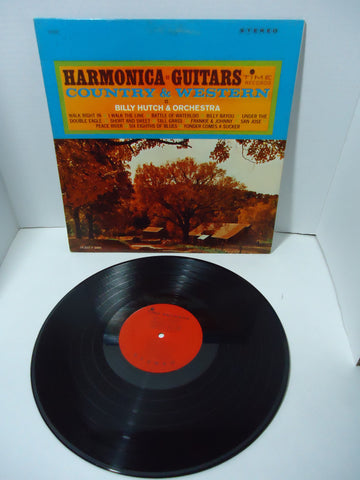 STEREO
HARMONICA - GUITARS
TIME
RECORDS
COUNTRY & WESTERN
BILLY HUTCH & ORCHESTRA
WALK RIGHT IN I WALK THE LINE BATTLE OF WATERLOO BILLY BAYOU UNDER THE
DOUBLE EAGLE SHORT AND SWEET TALL GRASS FRANKIE & JOHNNY SAN JOSE
PEACE RIVER SIX EIGHTHS OF BLUES YONDER COMES A SUCKER